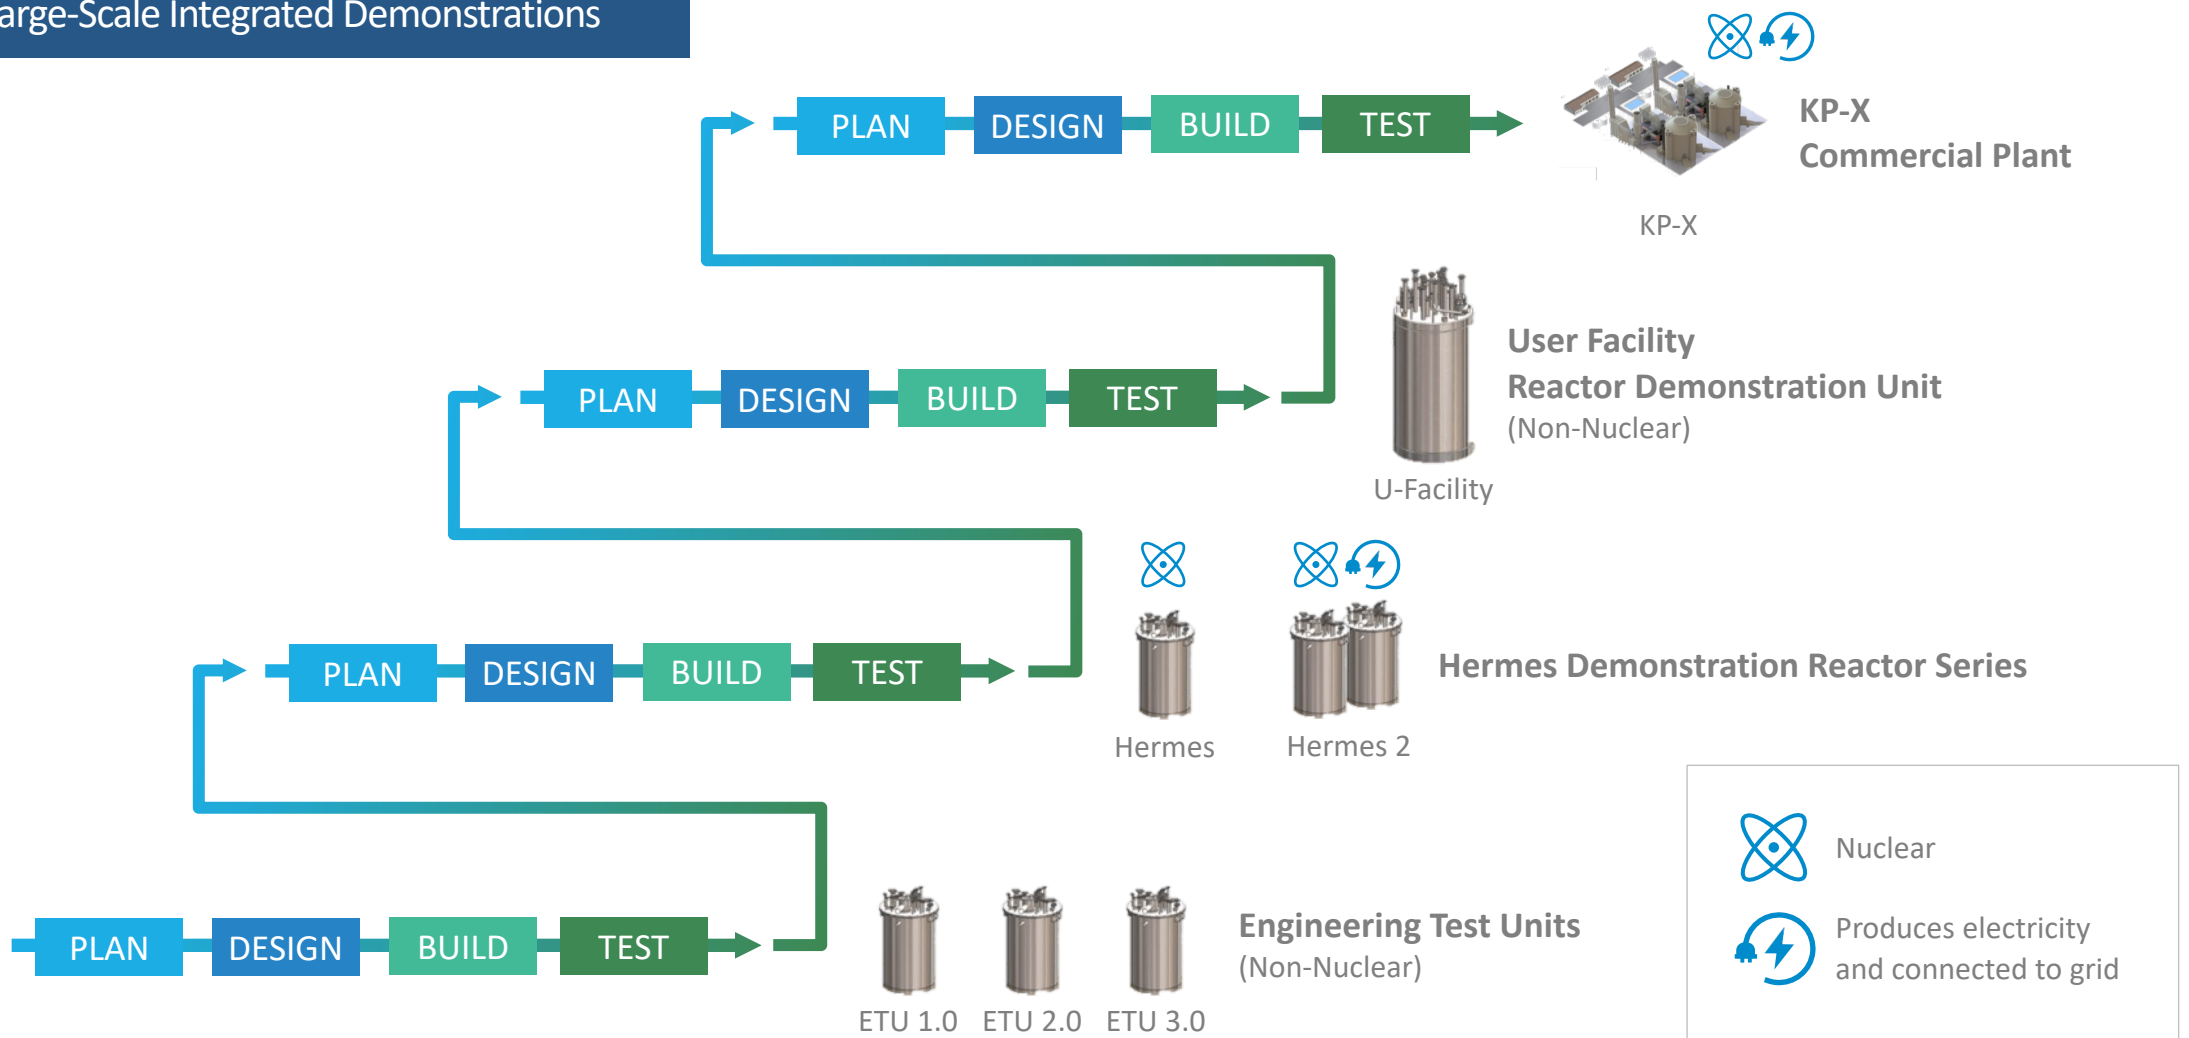 arge-Scale Integrated Demonstrations
PLAN DESIGN BUILD TEST
KP-X
Commercial Plant
KP-X
PLAN DESIGN BUILD TEST
User Facility
Reactor Demonstration Unit
(Non-Nuclear)
U-Facility
PLAN DESIGN BUILD TEST
Hermes Demonstration Reactor Series
Hermes Hermes 2
PLAN DESIGN BUILD TEST
Engineering Test Units
(Non-Nuclear)
ETU 1.0 ETU 2.0 ETU 3.0
Nuclear
Produces electricity
and connected to grid